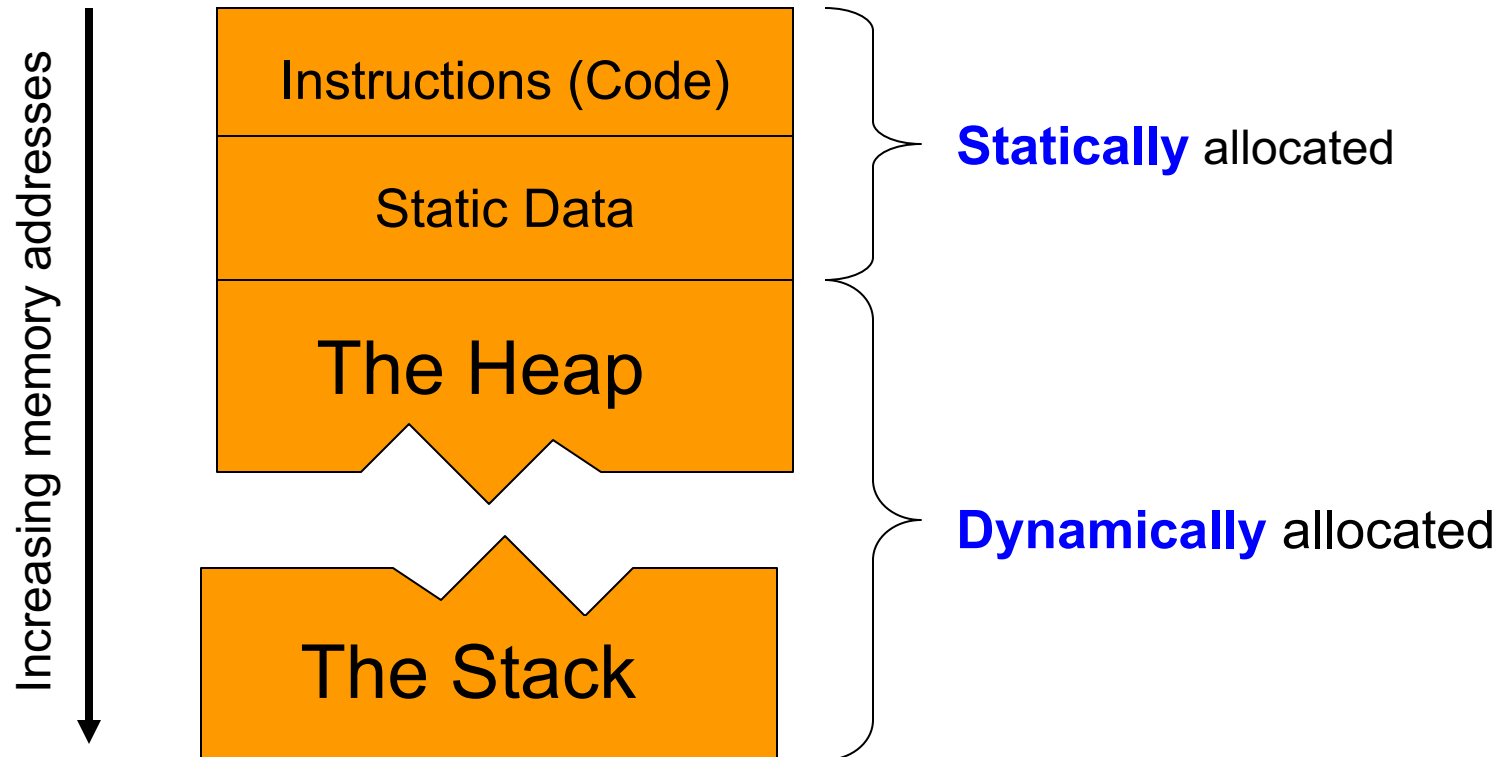 Increasing memory addresses
Instructions (Code)
Static Data
The Heap
The Stack
Statically allocated
Dynamically allocated